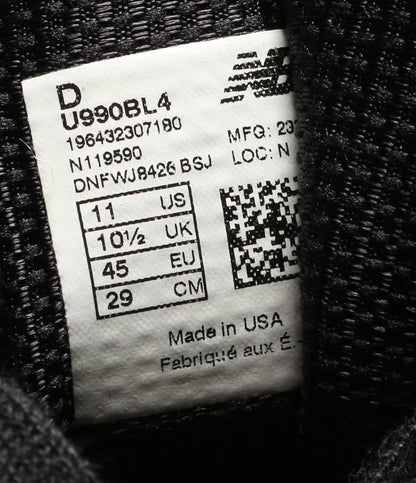 D
NB
U990BL4
196432307180
N119590
DNFWJ8426 BSJ
MFG: 23
LOC: N
11 US
10½ UK
45 EU
29 CM
Made in USA
Fabriqué aux É.-